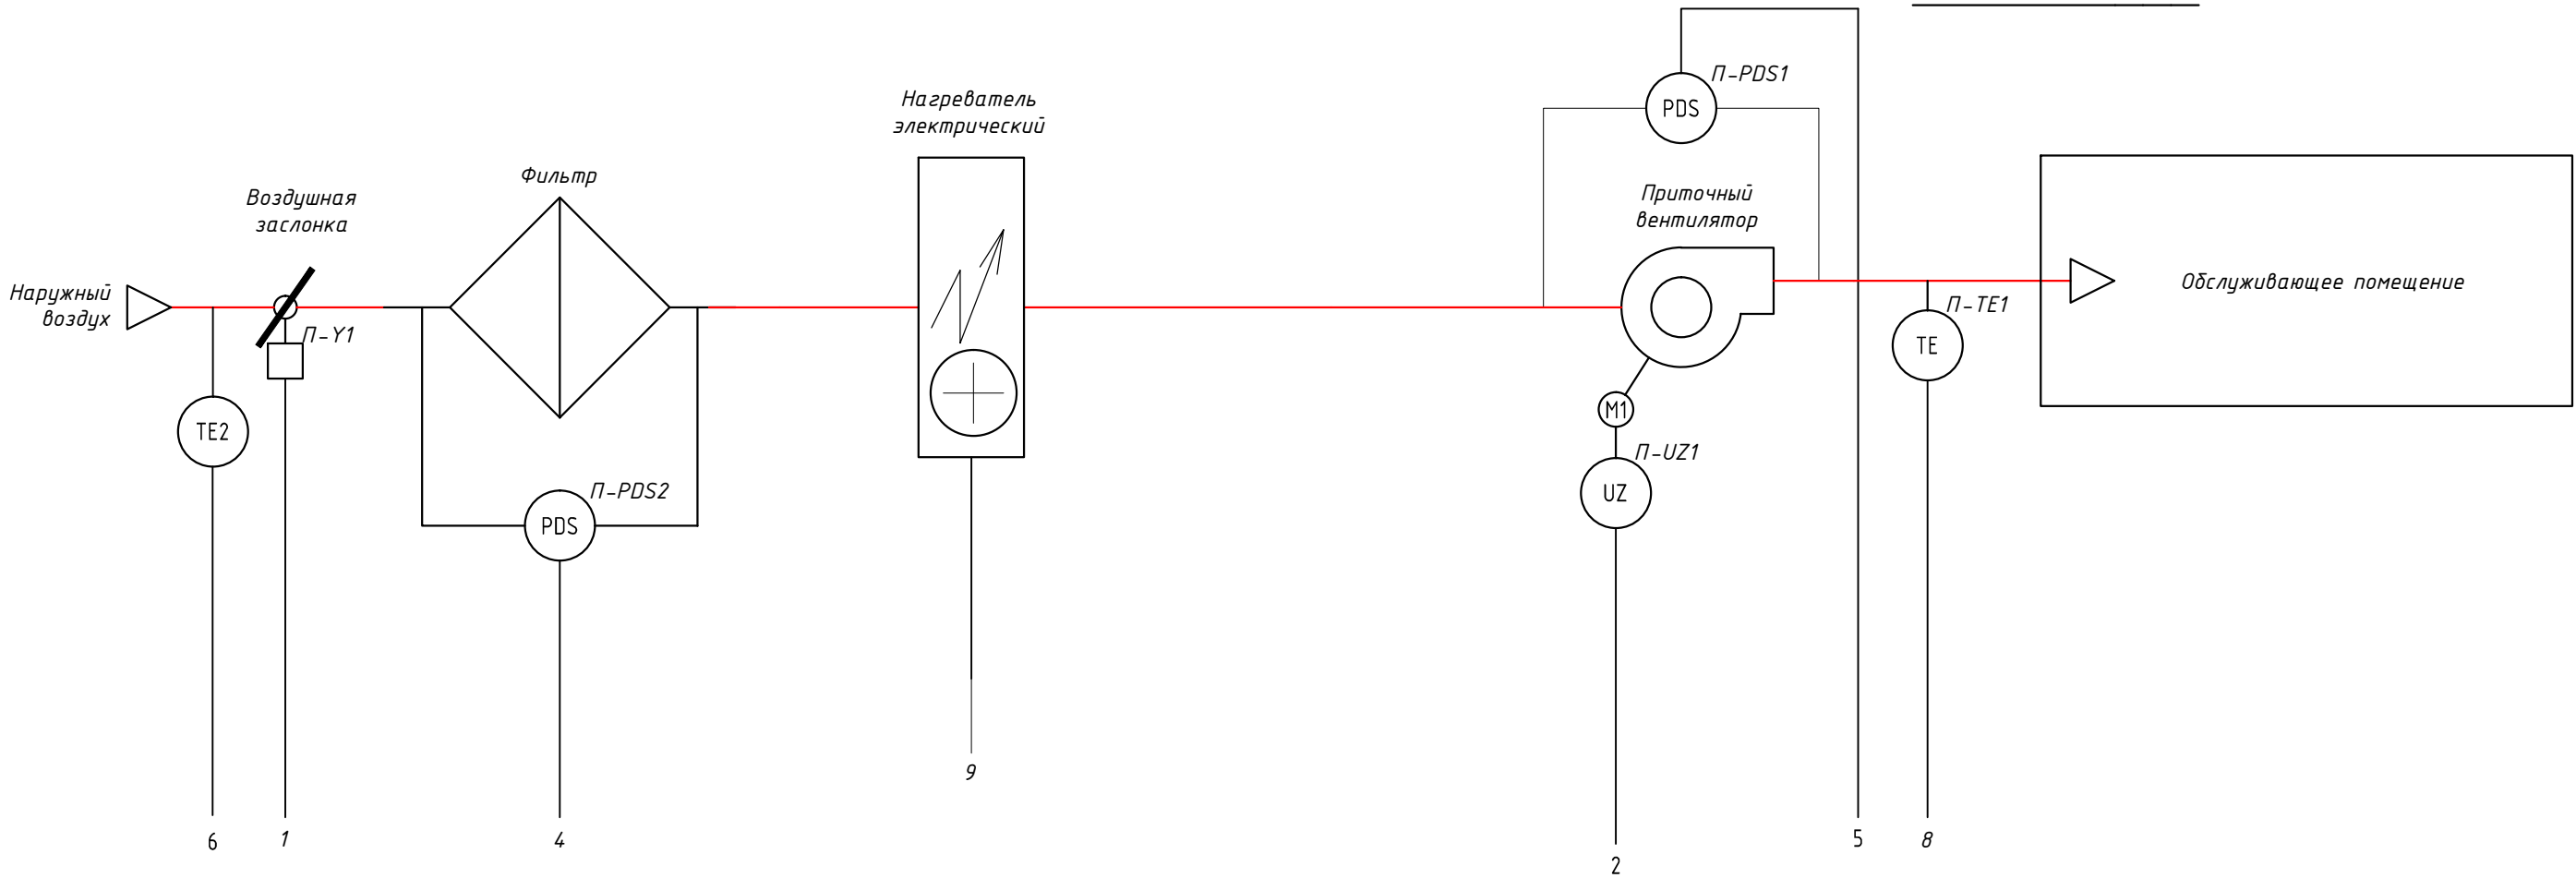 П-PDS1
PDS
Нагреватель
электрический
Фильтр
Воздушная
заслонка
Приточный
вентилятор
Наружный
воздух
Обслуживающее помещение
П-Y1
П-TE1
TE
M1
TE2
П-UZ1
UZ
П-PDS2
PDS
9
6
1
4
5
8
2